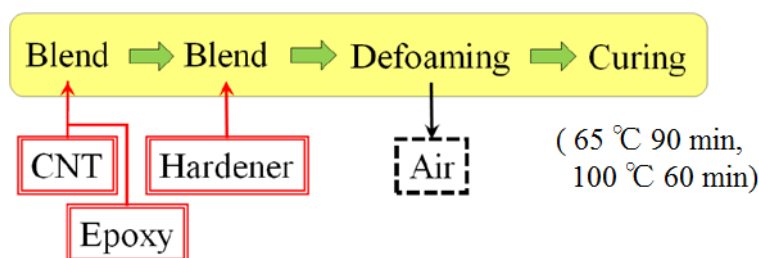 Blend Blend Defoaming Curing
CNT Hardener Air ( 65 ℃ 90 min,
100 ℃ 60 min)
Epoxy